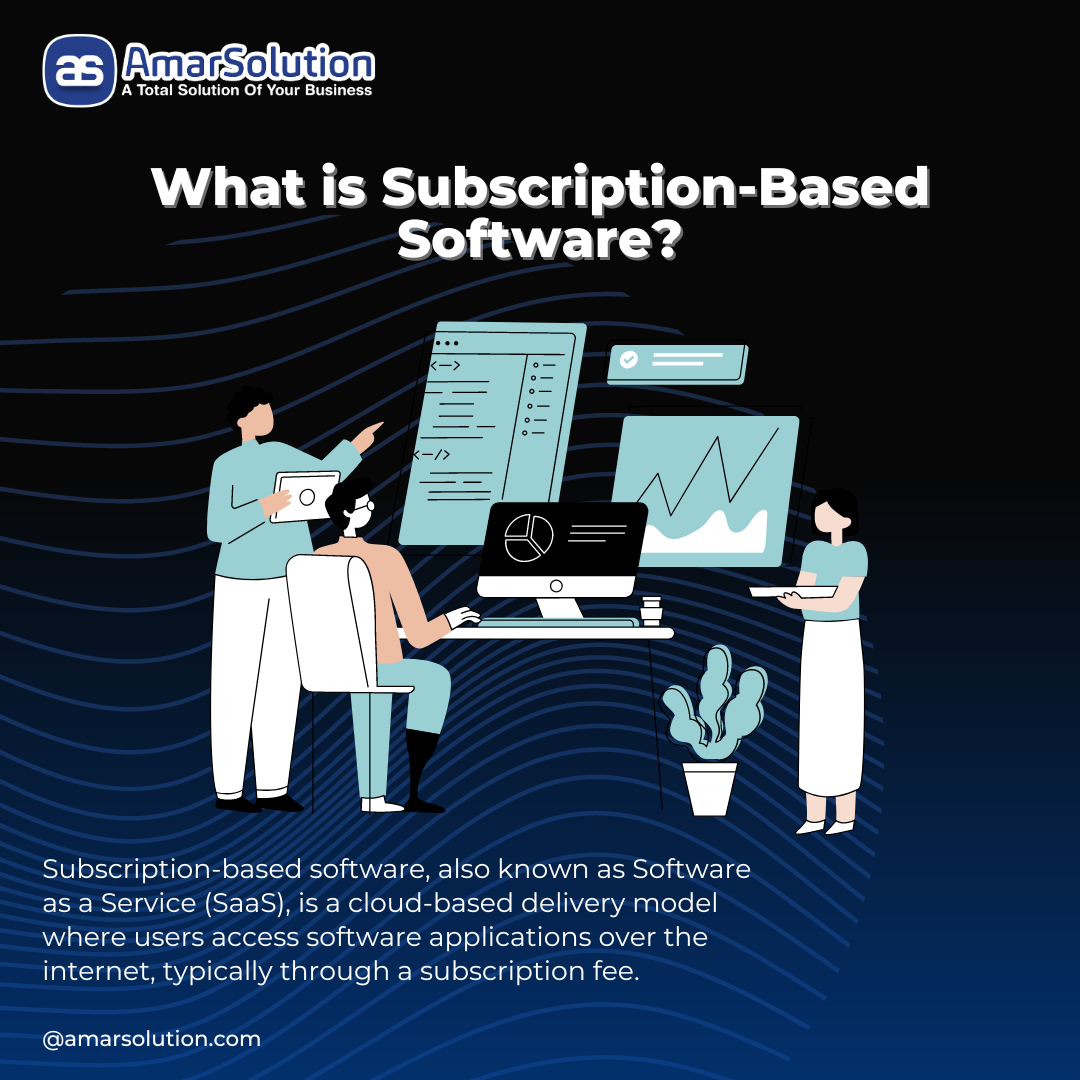 as AmarSolution
A Total Solution Of Your Business
What is Subscription-Based
Software?
<—>
<—/>
Subscription-based software, also known as Software
as a Service (SaaS), is a cloud-based delivery model
where users access software applications over the
internet, typically through a subscription fee.
@amarsolution.com